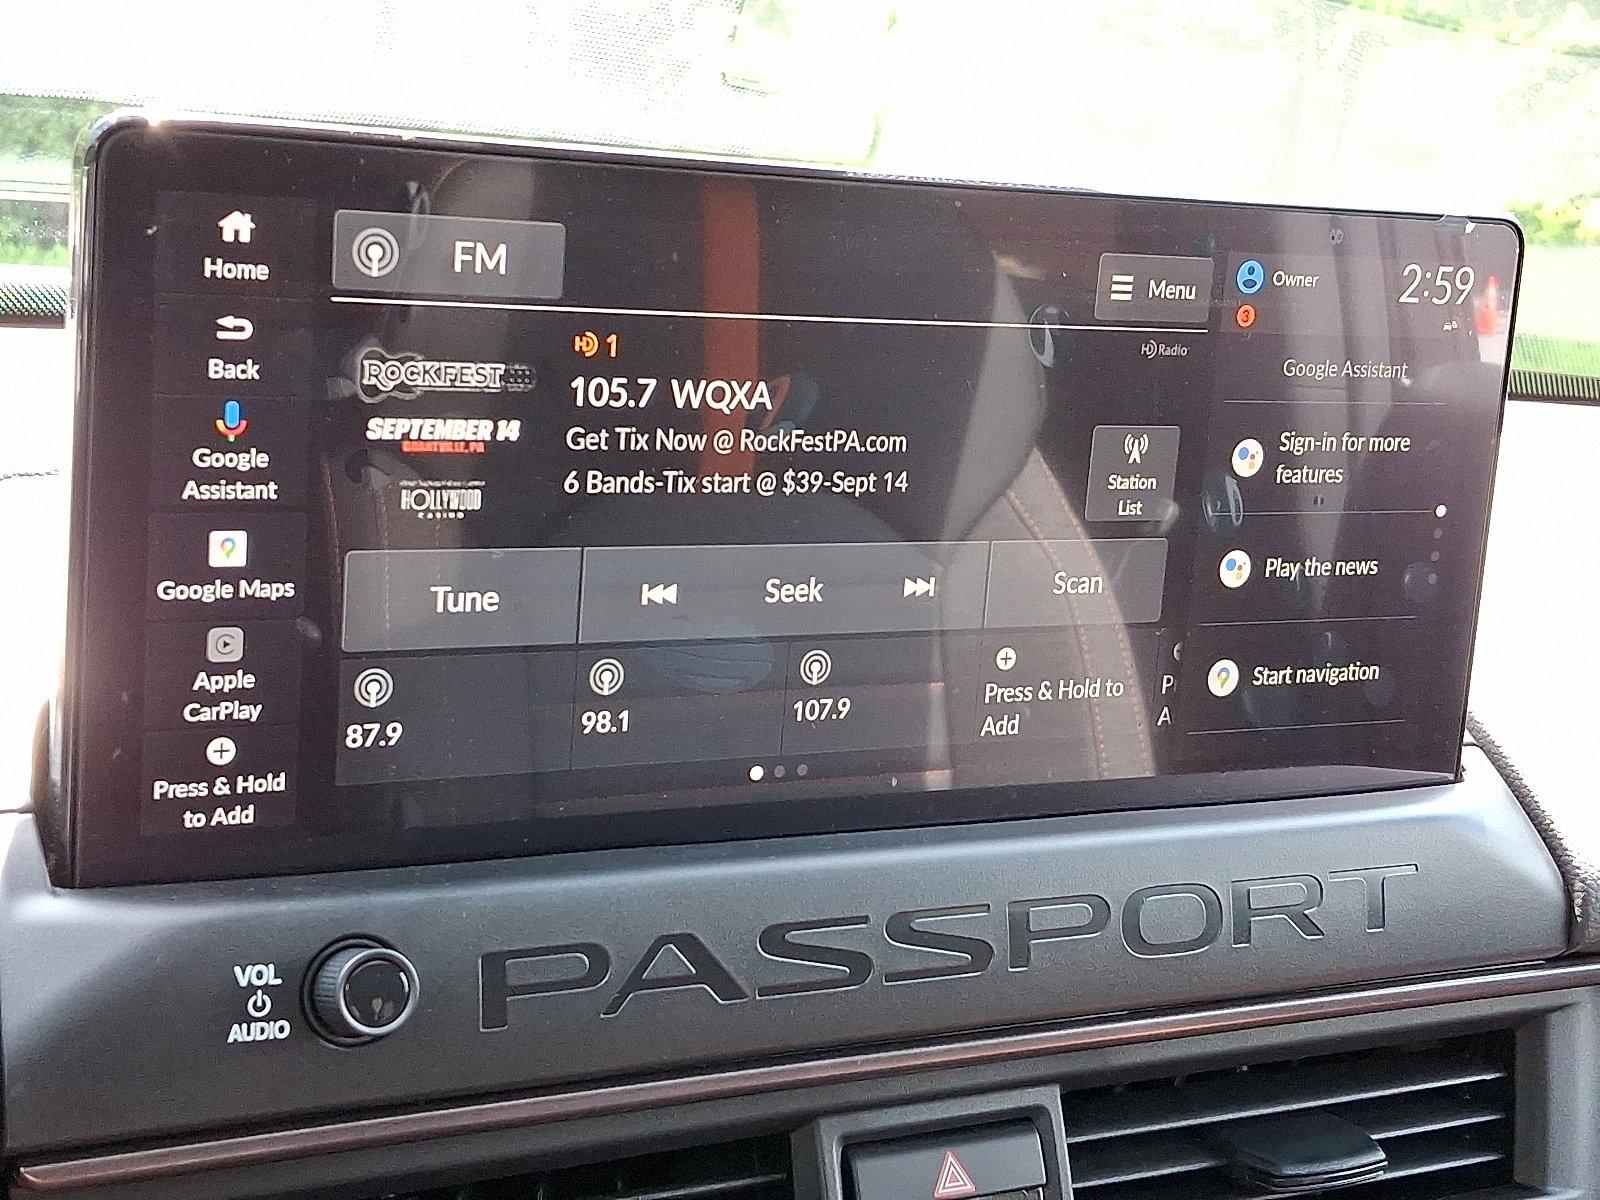 Home
Back
Google
Assistant
Google Maps
Apple
CarPlay
Press & Hold
to Add
FM
Menu
HD 1
HD Radio
ROCKFEST
SEPTEMBER 14
HOLLYWOOD
CASINO
105.7 WQXA
Get Tix Now @ RockFestPA.com
6 Bands-Tix start @ $39-Sept 14
Station
List
Tune
Seek
Scan
87.9
98.1
107.9
Press & Hold to
Add
P
A
Owner
3
2:59
Google Assistant
Sign-in for more
features
Play the news
Start navigation
VOL
AUDIO
PASSPORT